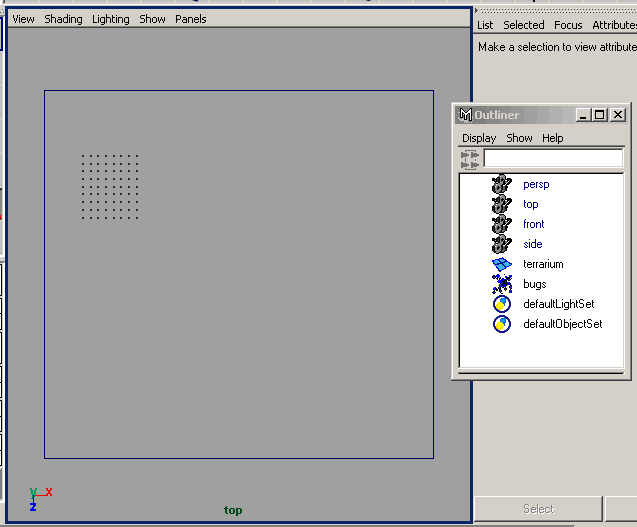 View Shading Lighting Show Panels
List Selected Focus Attributes
Make a selection to view attribute
Outliner
Display Show Help
persp
top
front
side
terrarium
bugs
defaultLightSet
defaultObjectSet
y x
z
top
Select